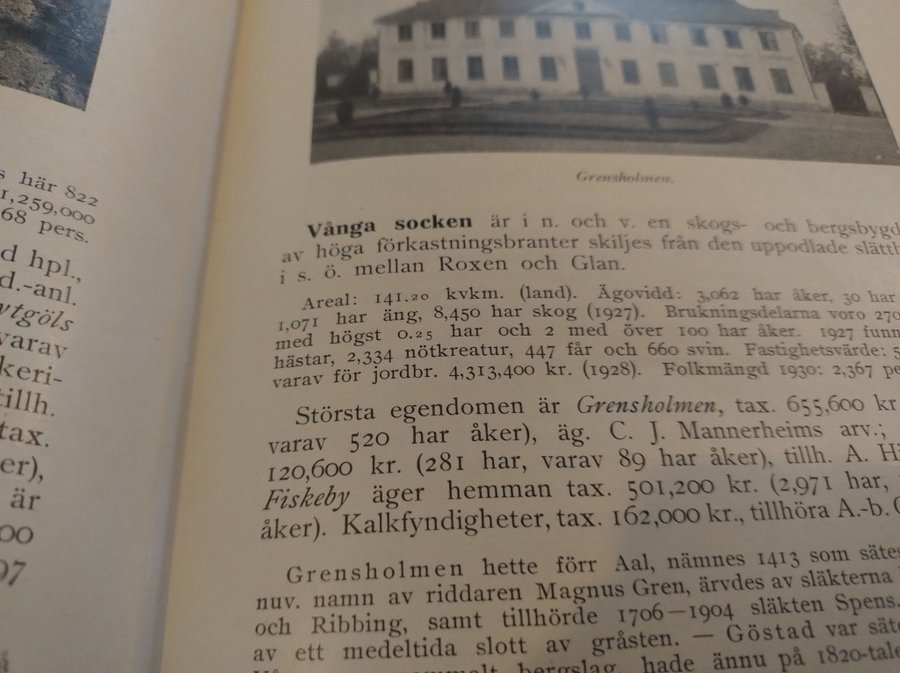 s här 822
1,259,000
68 pers.
d hpl.,
d.-anl.
ytgöls
varav
keri-
tillh.
tax.
er),
är
00
07
Grensholmen.
Vånga socken är i n. och v. en skogs- och bergsbygd
av höga förkastningsbranter skiljes från den uppodlade slättb
i s. ö. mellan Roxen och Glan.
Areal: 141.20 kvkm. (land). Ägovidd: 3,062 har åker, 30 har
1,071 har äng, 8,450 har skog (1927). Brukningsdelarna voro 270
med högst 0.25 har och 2 med över 100 har åker. 1927 funn
hästar, 2,334 nötkreatur, 447 får och 660 svin. Fastighetsvärde: 5
varav för jordbr. 4,313,400 kr. (1928). Folkmängd 1930: 2,367 pe
Största egendomen är Grensholmen, tax. 655,600 kr
varav 520 har åker), äg. C. J. Mannerheims arv.;
120,600 kr. (281 har, varav 89 har åker), tillh. A. H
Fiskeby äger hemman tax. 501,200 kr. (2,971 har,
åker). Kalkfyndigheter, tax. 162,000 kr., tillhöra A.-b.
Grensholmen hette förr Aal, nämnes 1413 som sätes
nuv. namn av riddaren Magnus Gren, ärvdes av släkterna
och Ribbing, samt tillhörde 1706—1904 släkten Spens.
av ett medeltida slott av gråsten. — Göstad var säte
bergslag, hade ännu på 1820-tale